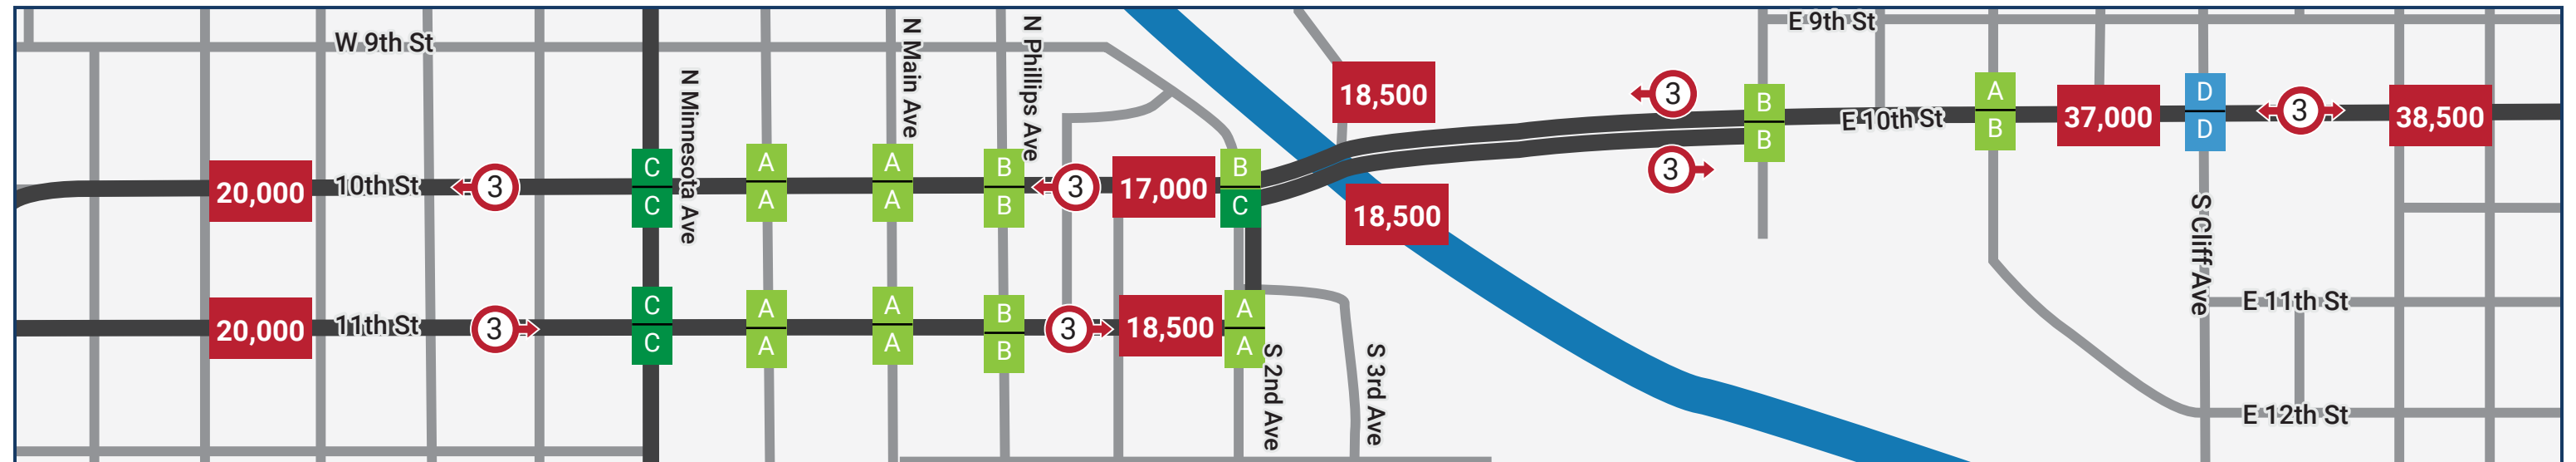 W 9th St
N Main Ave
N Phillips Ave
E 9th St
N Minnesota Ave
18,500
3
B
B
A
B
37,000
D
D
3
38,500
E 10th St
20,000
10th St
3
C
C
A
A
A
A
B
B
3
17,000
B
C
18,500
3
S Cliff Ave
20,000
11th St
3
C
C
A
A
A
A
B
B
3
18,500
A
A
S 2nd Ave
S 3rd Ave
E 11th St
E 12th St